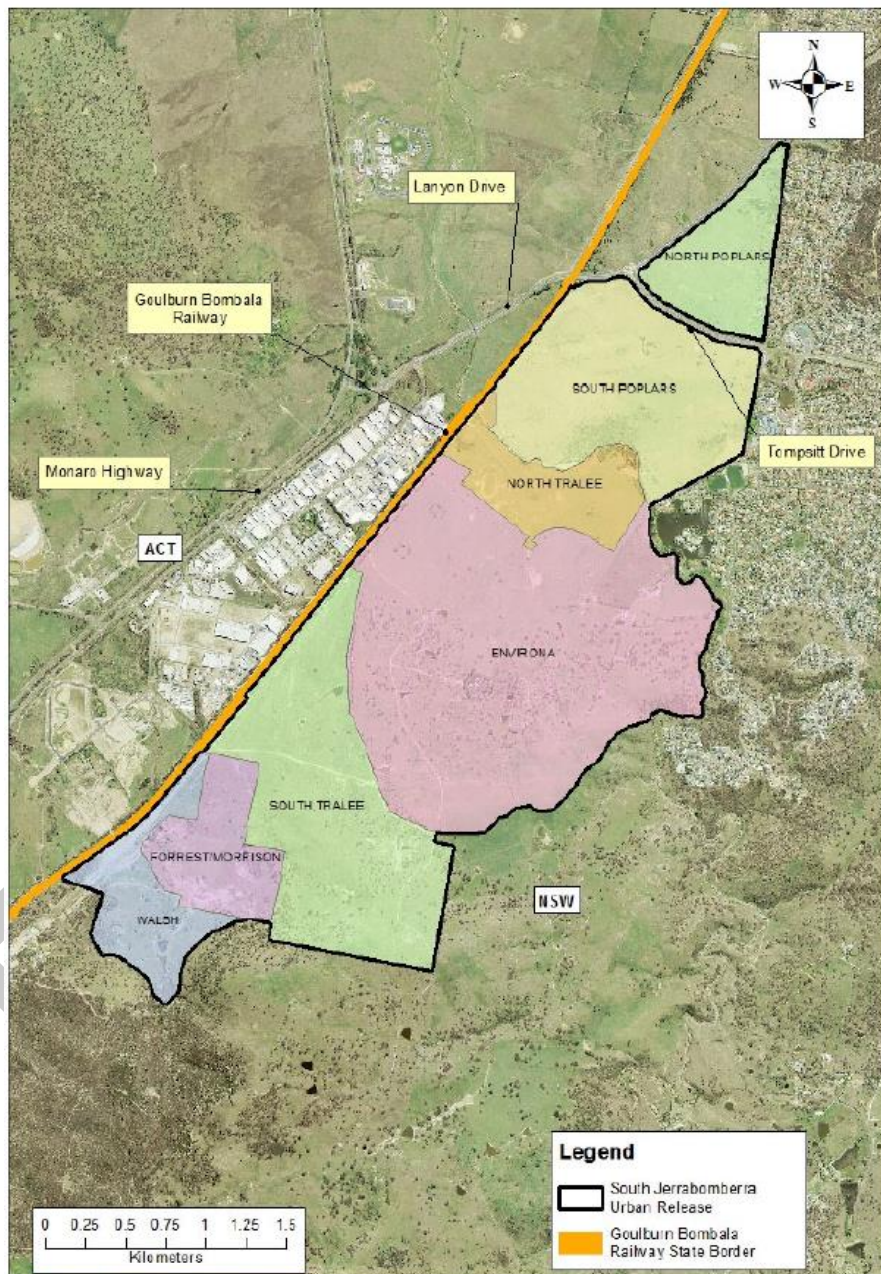 N
W E
S
Lanyon Drive
NORTH POPLARS
Goulburn Bombala
Railway
SOUTH POPLARS
Tompsitt Drive
Monaro Highway
NORTH TRALEE
ACT
ENVIRONA
SOUTH TRALEE
FORREST/MORRISON
NSW
WALSH
Legend
South Jerrabomberra
Urban Release
Goulburn Bombala
Railway State Border
0 0.25 0.5 0.75 1 1.25 1.5
Kilometers